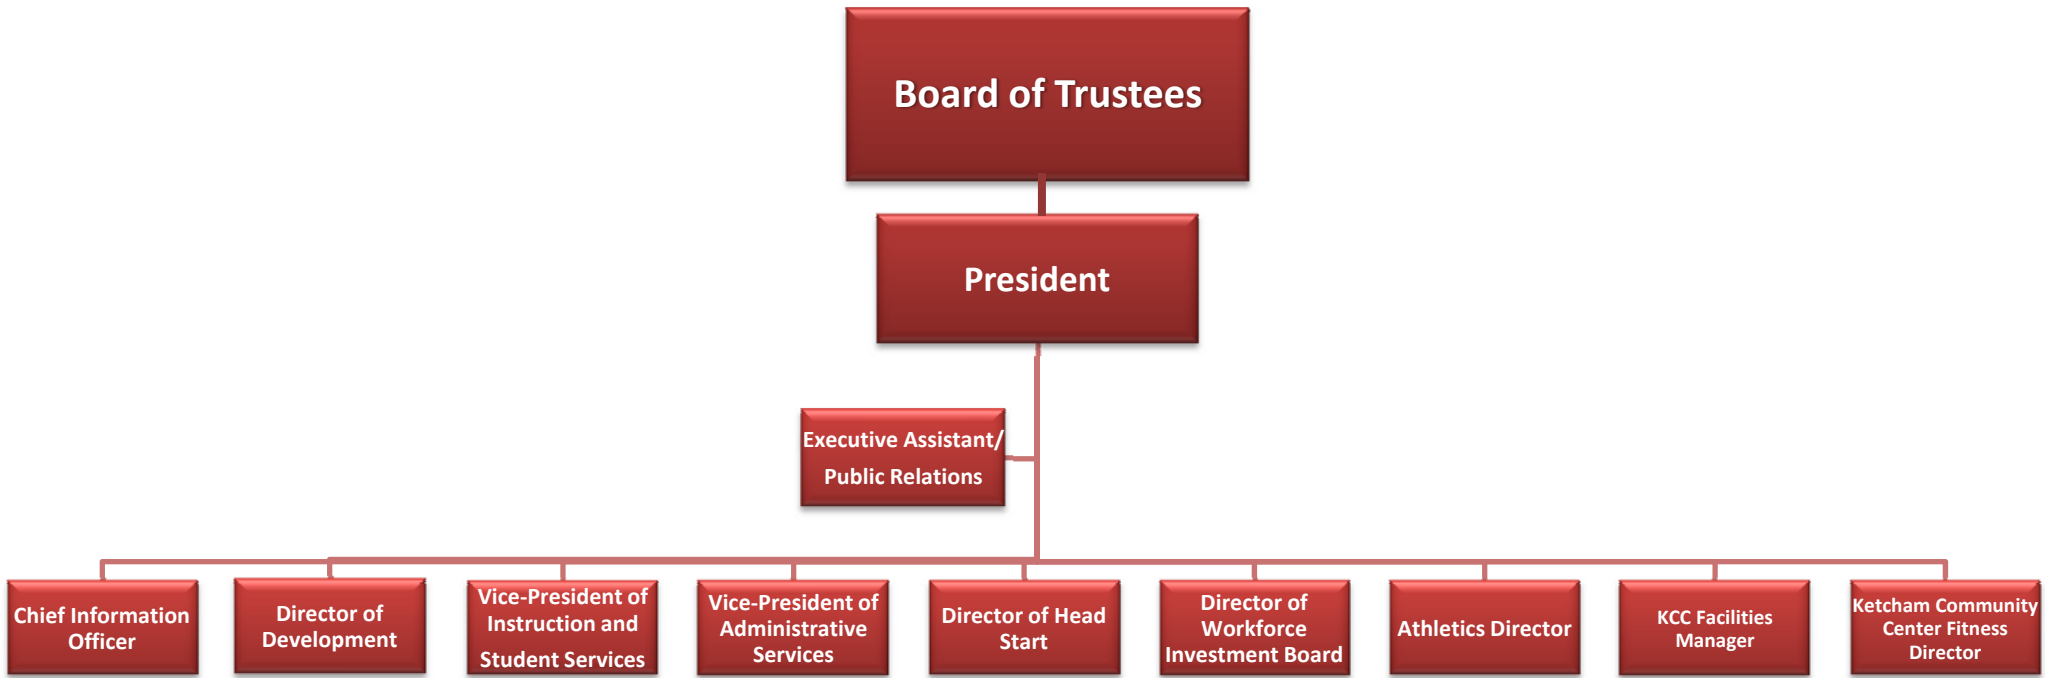 Board of Trustees
President
Executive Assistant/
Public Relations
Chief Information
Officer
Director of
Development
Vice-President of
Instruction and
Student Services
Vice-President of
Administrative
Services
Director of Head
Start
Director of
Workforce
Investment Board
Athletics Director
KCC Facilities
Manager
Ketcham Community
Center Fitness
Director